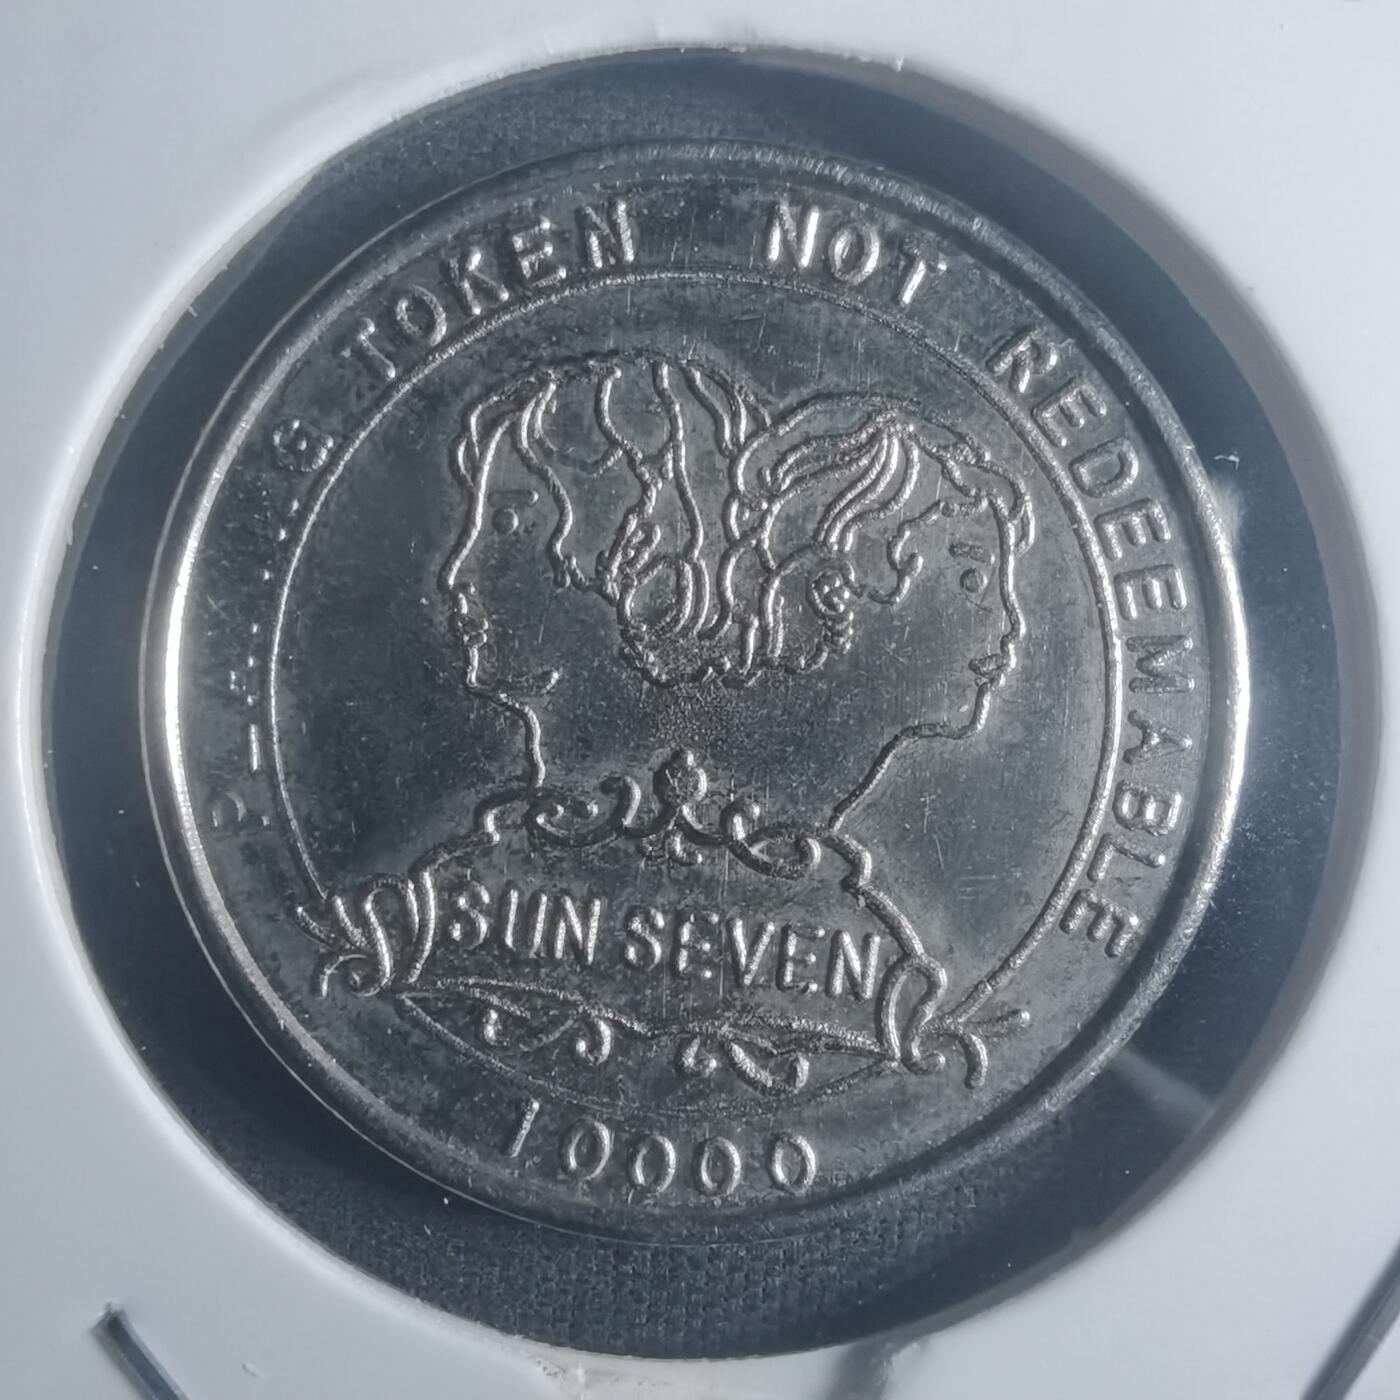 TOKEN NOT REDEEMABLE
SUN SEVEN
10000